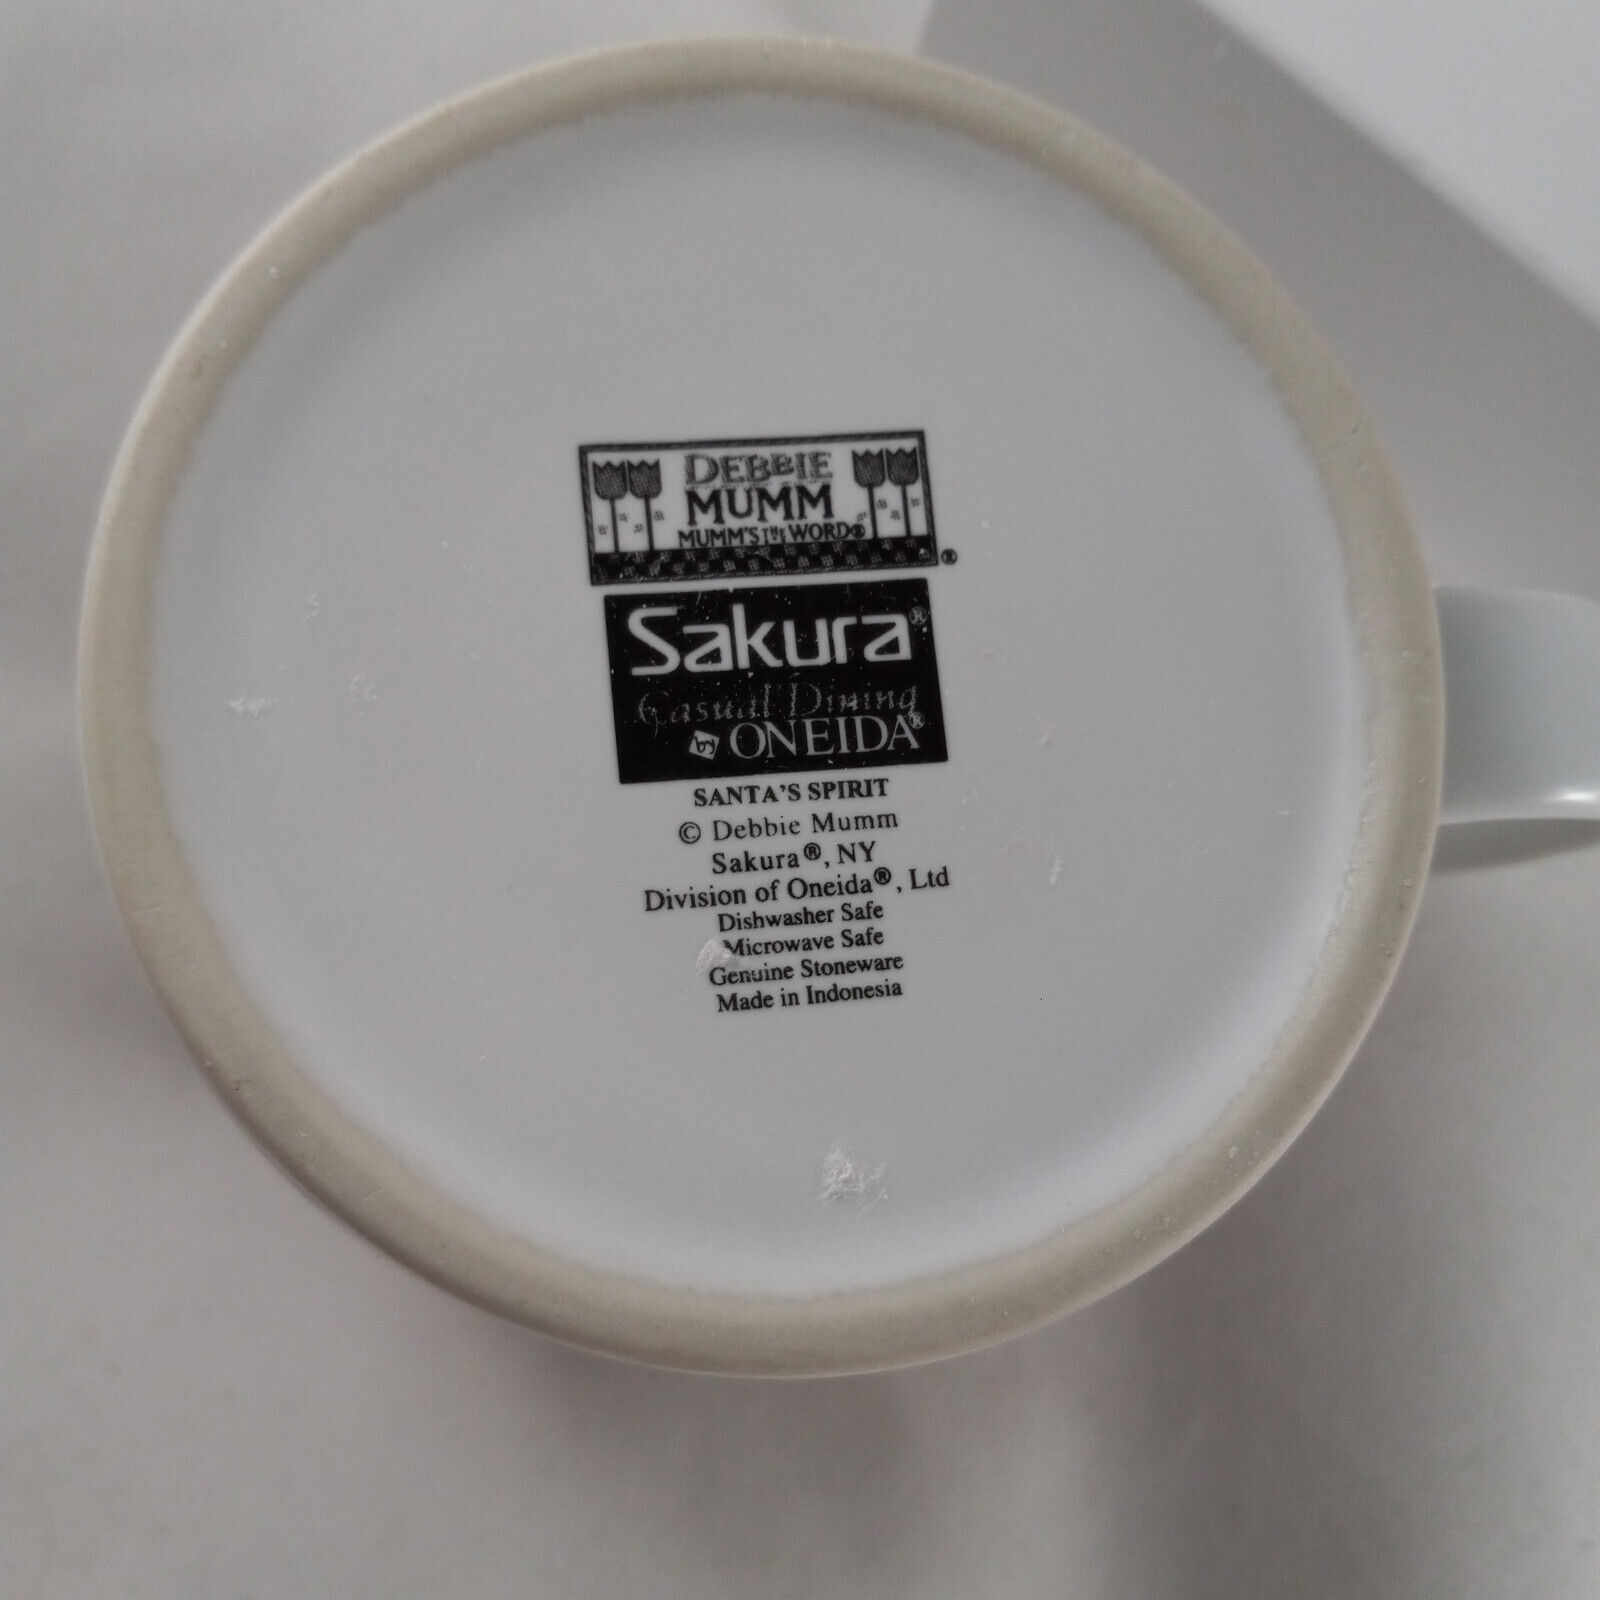 DEBBIE
MUMM
MUMM'S THE WORD®
®
Sakura®
Casual Dining
by ONEIDA®
SANTA'S SPIRIT
© Debbie Mumm
Sakura®, NY
Division of Oneida®, Ltd
Dishwasher Safe
Microwave Safe
Genuine Stoneware
Made in Indonesia